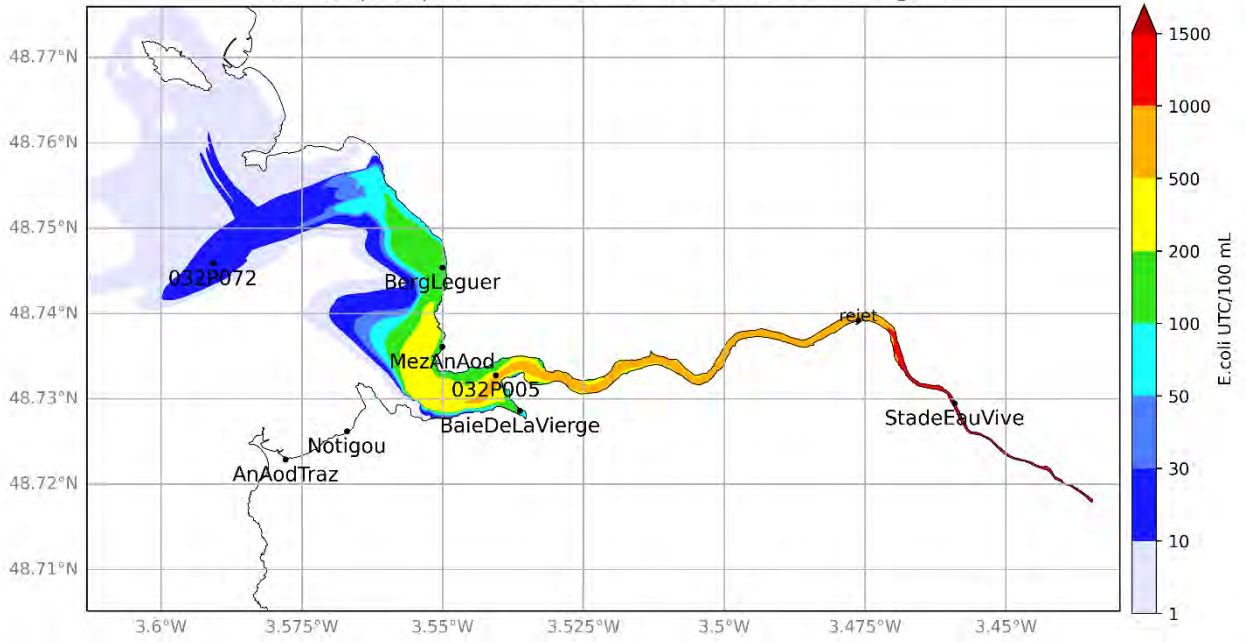 48.77°N
48.76°N
48.75°N
48.74°N
48.73°N
48.72°N
48.71°N
032P072
BergLeguer
rejet
MezAnAod
032P005
StadeEauVive
BaieDeLaVierge
Notigou
AnAodTraz
3.6°W
3.575°W
3.55°W
3.525°W
3.5°W
3.475°W
3.45°W
1500
1000
500
200
100
50
30
10
1
E.coli UTC/100 mL